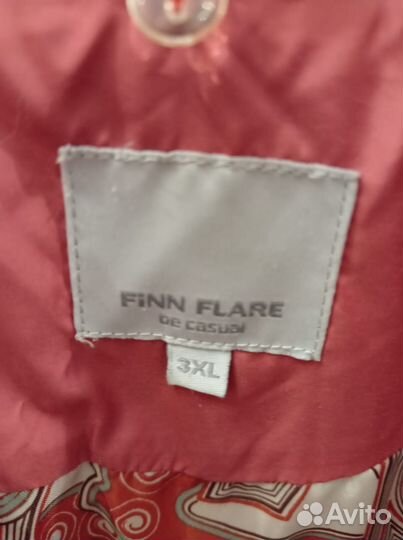 FiNN FLARE
be casual
3XL
Avito